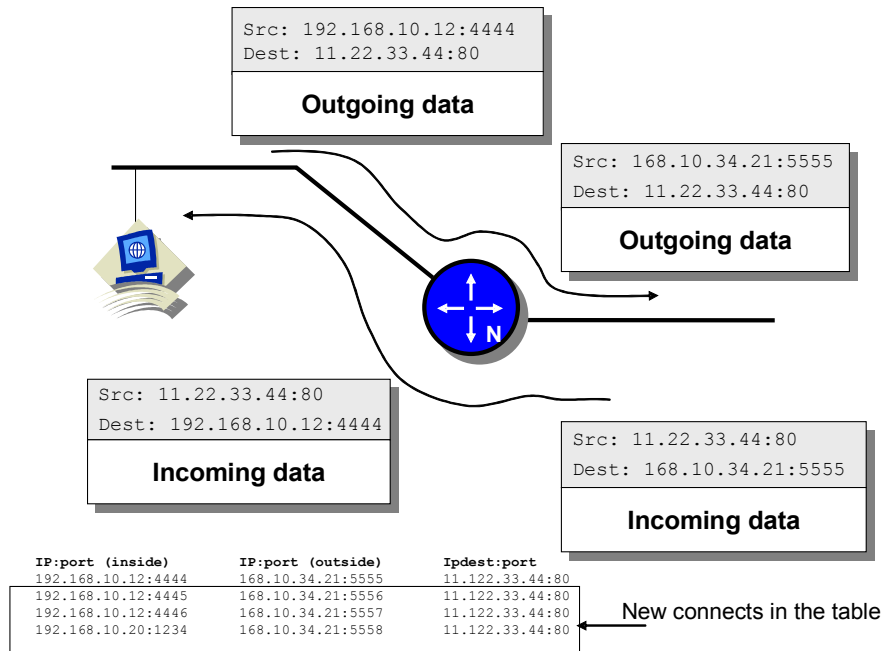 Src: 192.168.10.12:4444
Dest: 11.22.33.44:80
Outgoing data
Src: 168.10.34.21:5555
Dest: 11.22.33.44:80
Outgoing data
N
Src: 11.22.33.44:80
Dest: 192.168.10.12:4444
Incoming data
Src: 11.22.33.44:80
Dest: 168.10.34.21:5555
Incoming data
IP:port (inside) IP:port (outside) Ipdest:port
192.168.10.12:4444 168.10.34.21:5555 11.122.33.44:80
192.168.10.12:4445 168.10.34.21:5556 11.122.33.44:80
192.168.10.12:4446 168.10.34.21:5557 11.122.33.44:80
192.168.10.20:1234 168.10.34.21:5558 11.122.33.44:80
New connects in the table